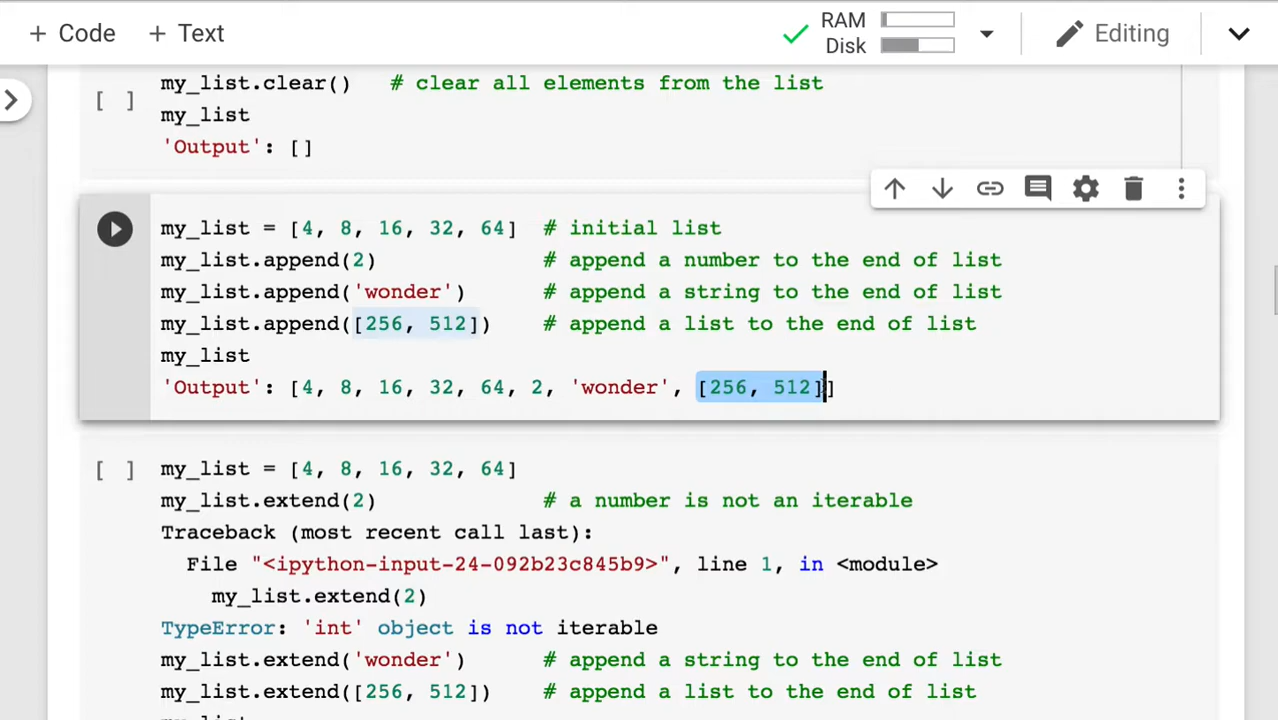 + Code + Text
RAM
Disk
Editing
my_list.clear()   # clear all elements from the list
[ ]
my_list
'Output': []
my_list = [4, 8, 16, 32, 64]  # initial list
my_list.append(2)             # append a number to the end of list
my_list.append('wonder')      # append a string to the end of list
my_list.append([256, 512])    # append a list to the end of list
my_list
'Output': [4, 8, 16, 32, 64, 2, 'wonder', [256, 512]]
[ ] my_list = [4, 8, 16, 32, 64]
my_list.extend(2)             # a number is not an iterable
Traceback (most recent call last):
  File "<ipython-input-24-092b23c845b9>", line 1, in <module>
    my_list.extend(2)
TypeError: 'int' object is not iterable
my_list.extend('wonder')      # append a string to the end of list
my_list.extend([256, 512])    # append a list to the end of list